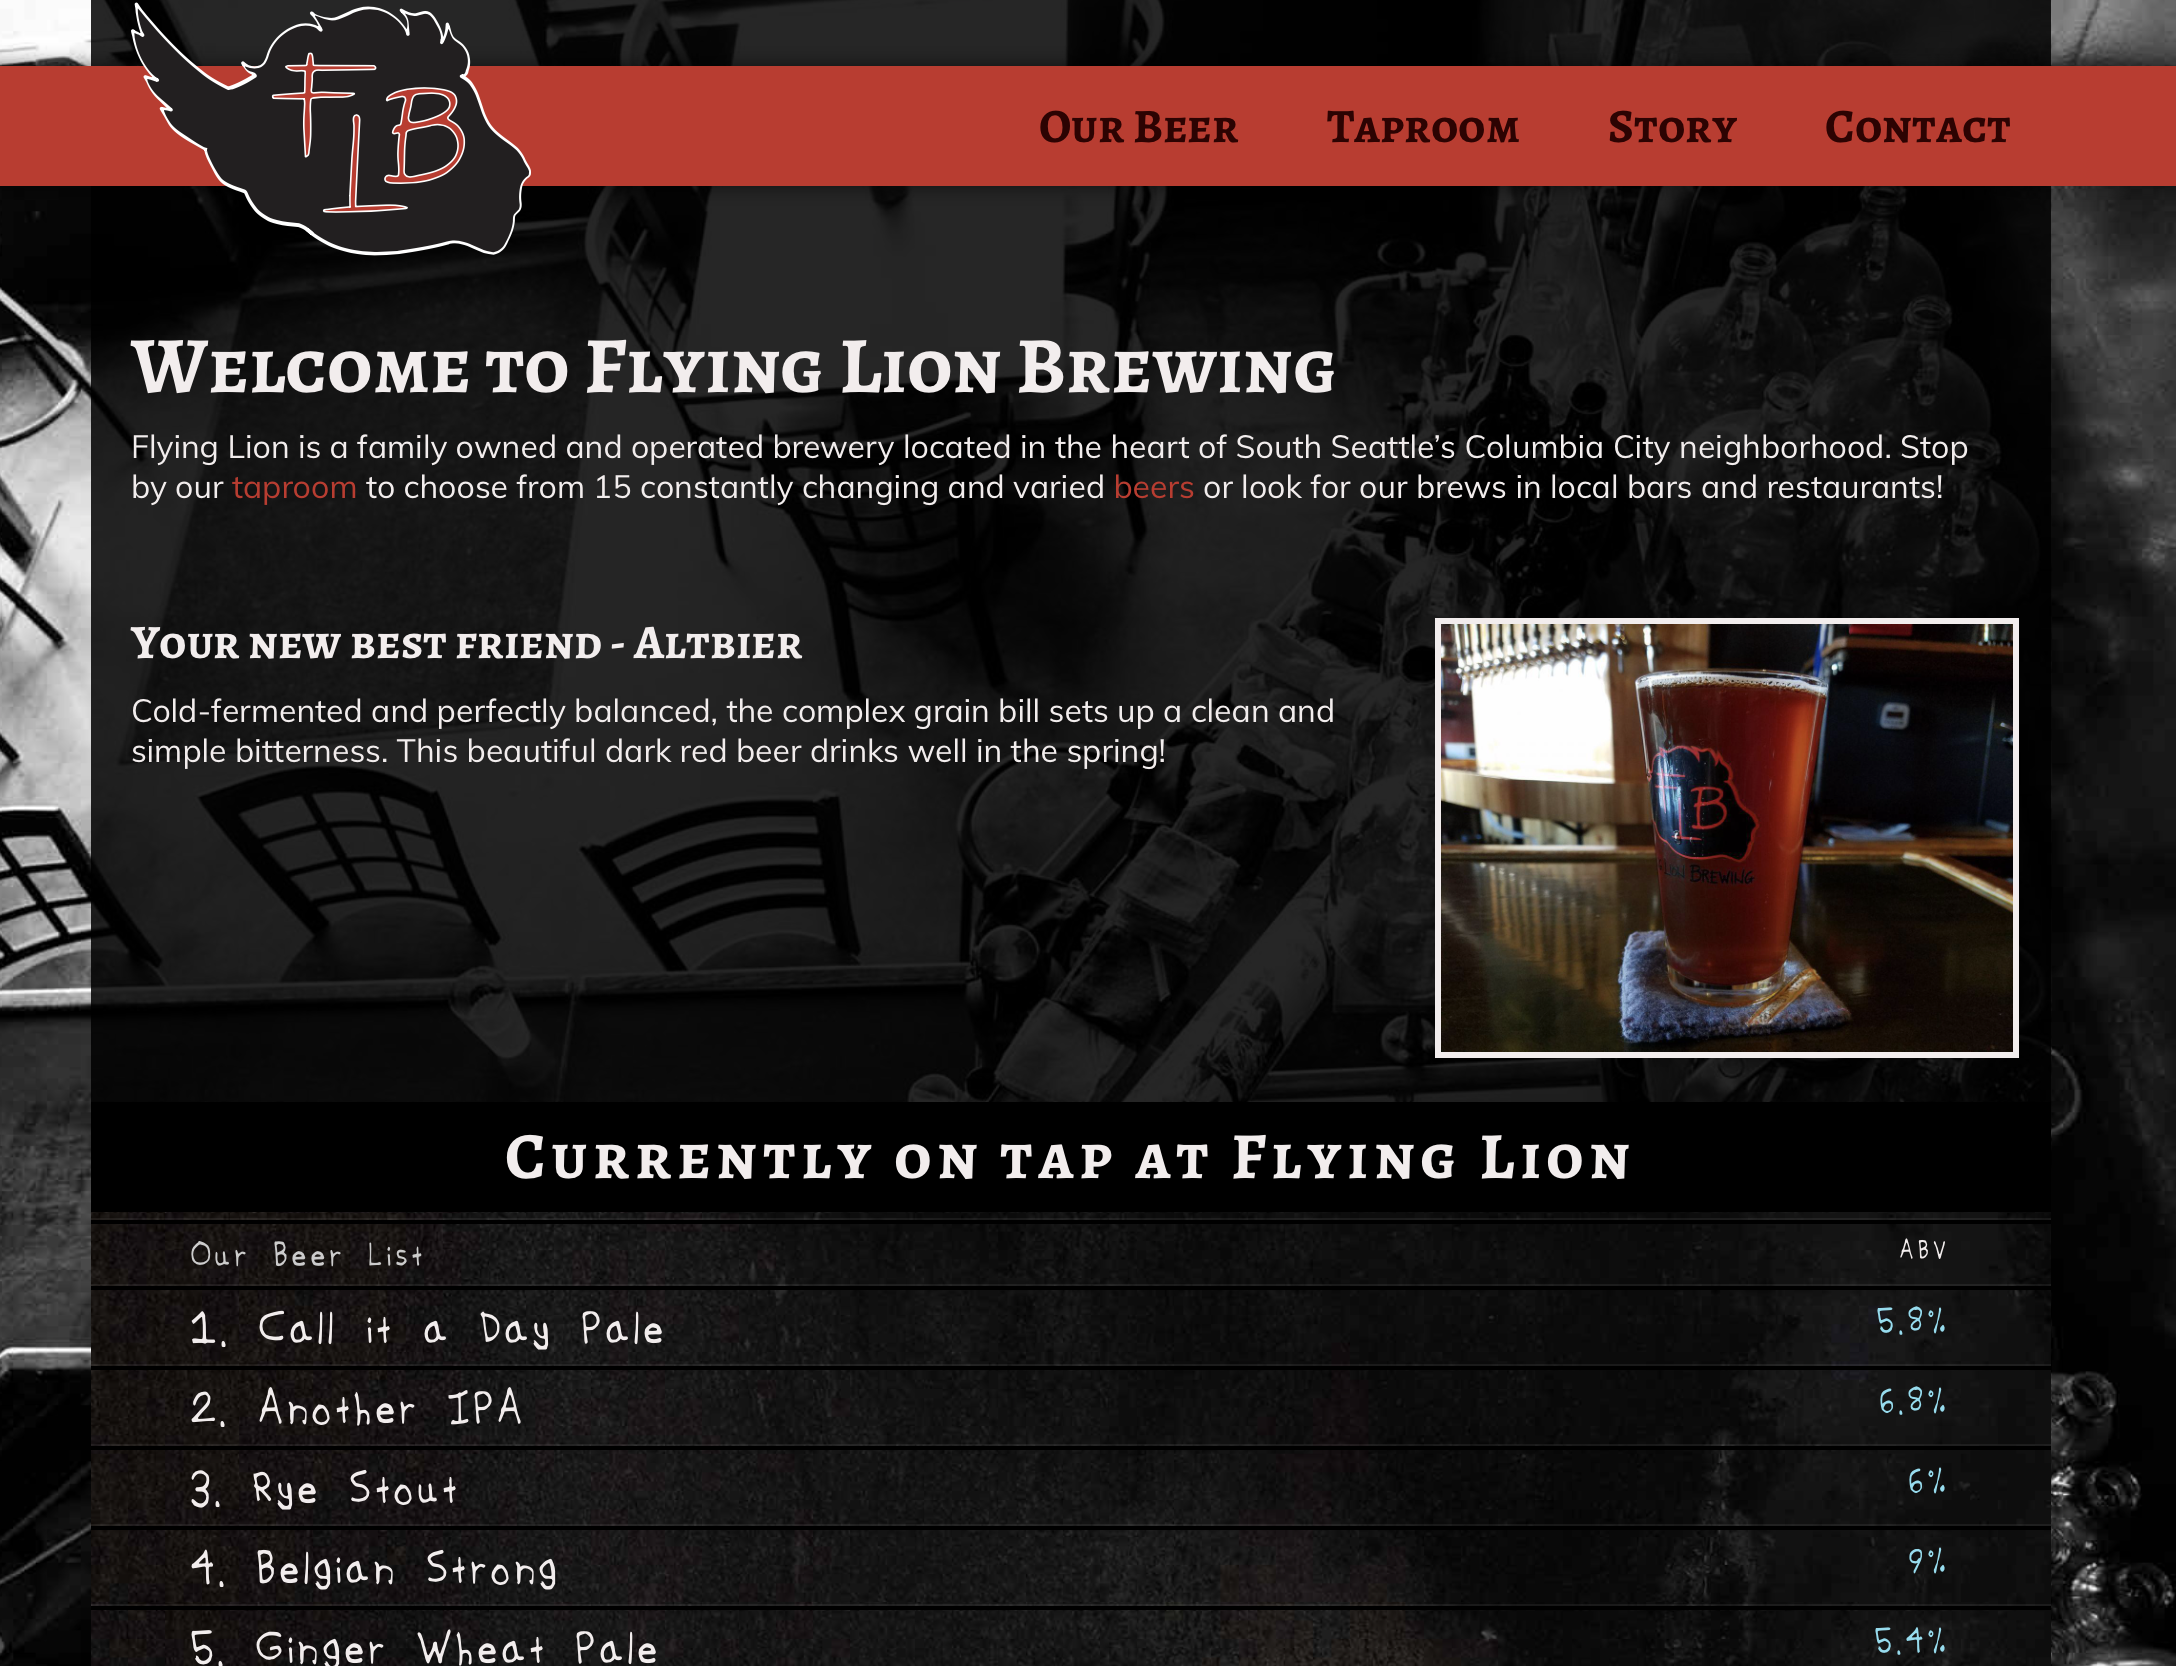 FLB
Our Beer
Taproom
Story
Contact
Welcome to Flying Lion Brewing
Flying Lion is a family owned and operated brewery located in the heart of South Seattle’s Columbia City neighborhood. Stop
by our taproom to choose from 15 constantly changing and varied beers or look for our brews in local bars and restaurants!
Your new best friend - Altbier
Cold-fermented and perfectly balanced, the complex grain bill sets up a clean and
simple bitterness. This beautiful dark red beer drinks well in the spring!
FLB
Lion Brewing
Currently on tap at Flying Lion
Our Beer List ABV
1. Call it a Day Pale 5.8%
2. Another IPA 6.8%
3. Rye Stout 6%
4. Belgian Strong 9%
5. Ginger Wheat Pale 5.4%